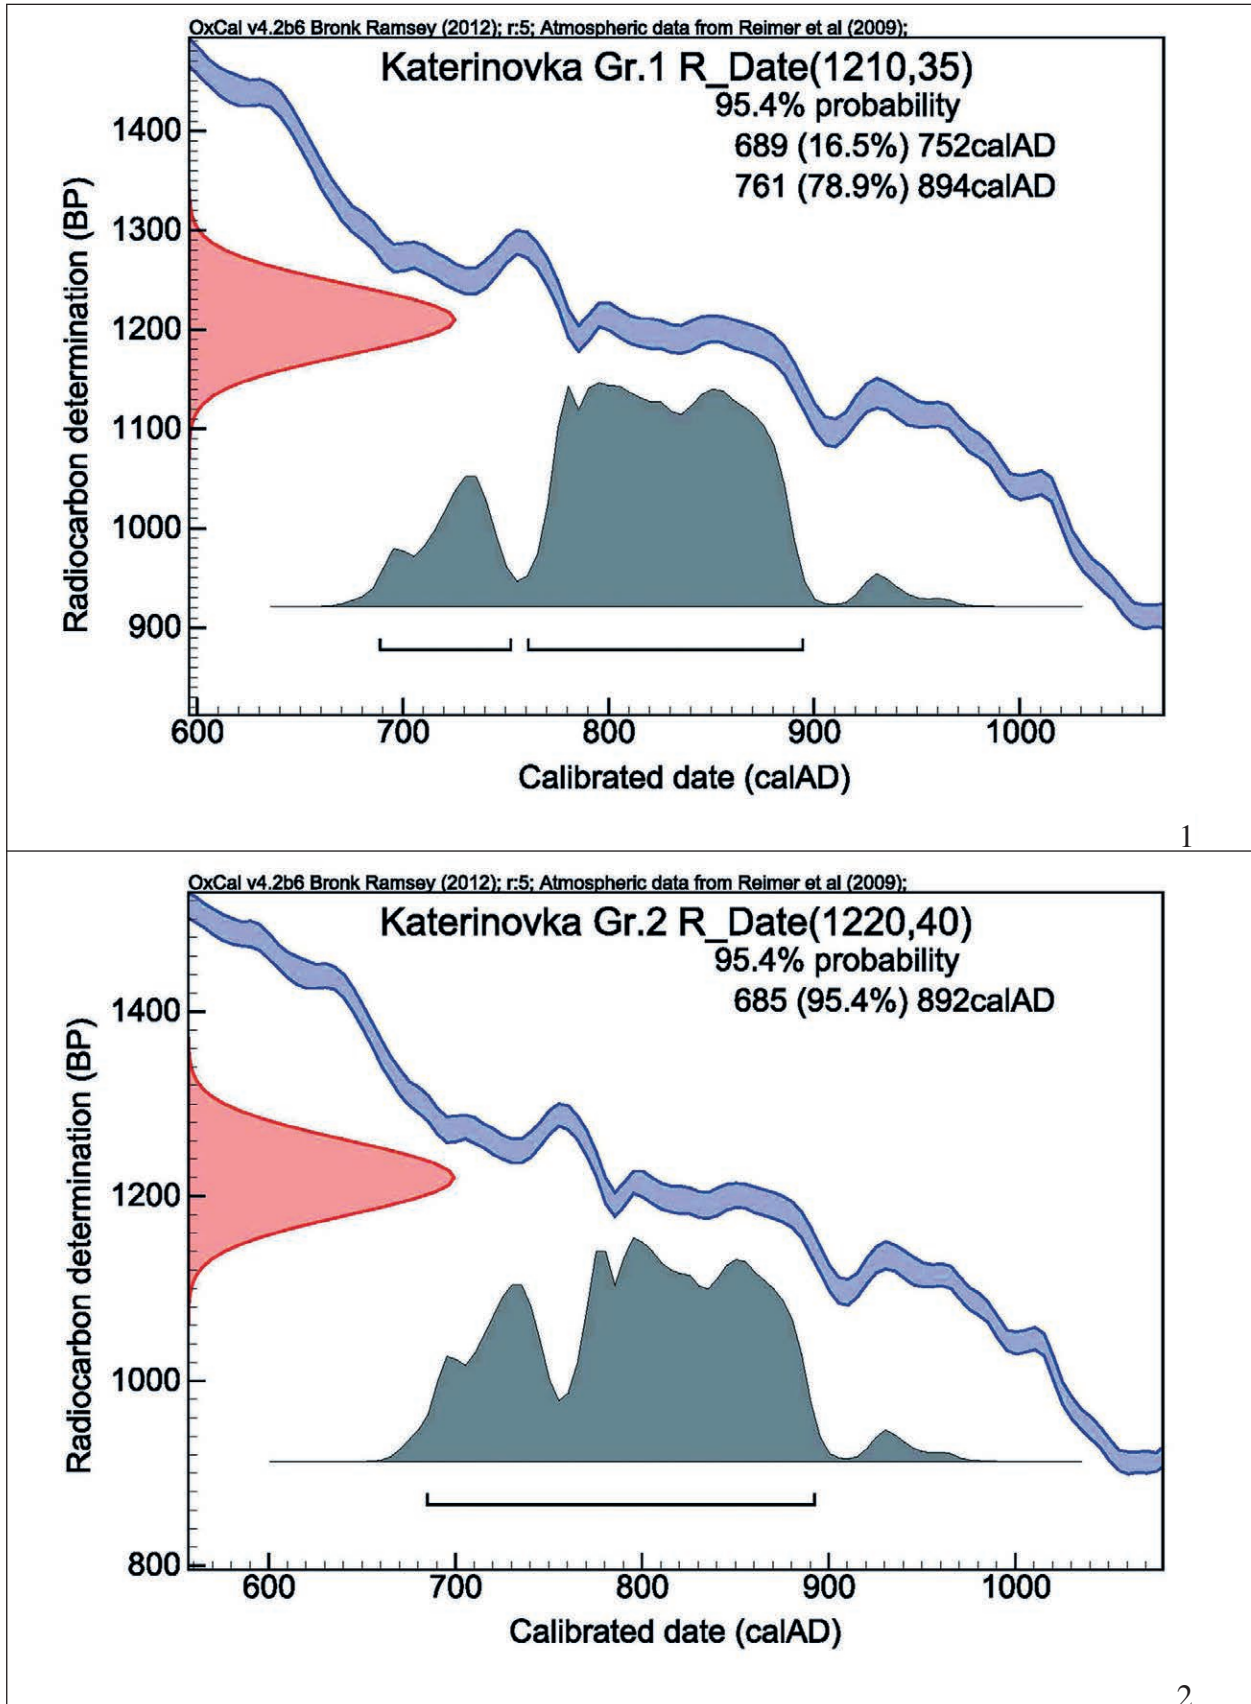 OxCal v4.2b6 Bronk Ramsey (2012); r:5; Atmospheric data from Reimer et al (2009);
Katerinovka Gr.1 R_Date(1210,35)
95.4% probability
689 (16.5%) 752calAD
761 (78.9%) 894calAD
Radiocarbon determination (BP)
1400
1300
1200
1100
1000
900
600 700 800 900 1000
Calibrated date (calAD)
1
OxCal v4.2b6 Bronk Ramsey (2012); r:5; Atmospheric data from Reimer et al (2009);
Katerinovka Gr.2 R_Date(1220,40)
95.4% probability
685 (95.4%) 892calAD
Radiocarbon determination (BP)
1400
1200
1000
800
600 700 800 900 1000
Calibrated date (calAD)
2